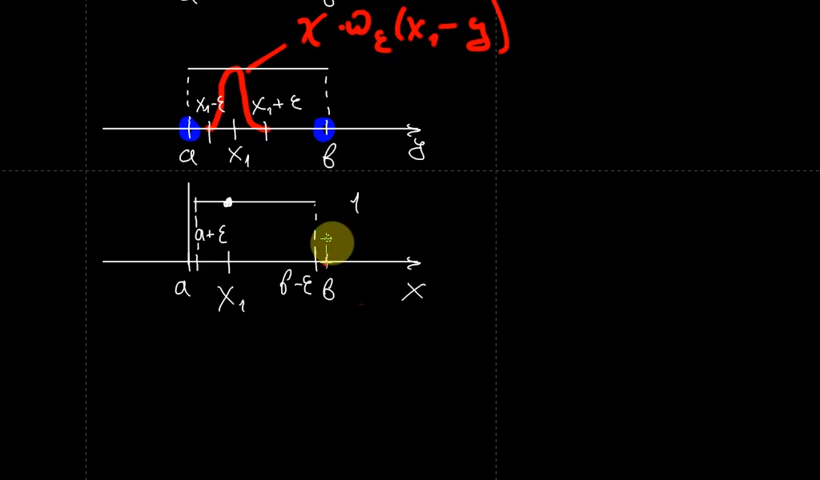 χ·ω_ε(x₁-y)
x₁-ε x₁+ε
a x₁ b y
1
a+ε
a x₁ b-ε b x